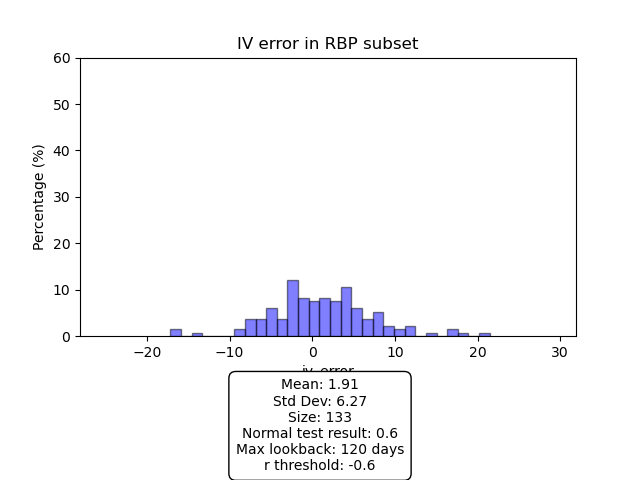 IV error in RBP subset
60
50
40
30
20
10
0
Percentage (%)
−20
−10
0
10
20
30
iv_error
Mean: 1.91
Std Dev: 6.27
Size: 133
Normal test result: 0.6
Max lookback: 120 days
r threshold: -0.6